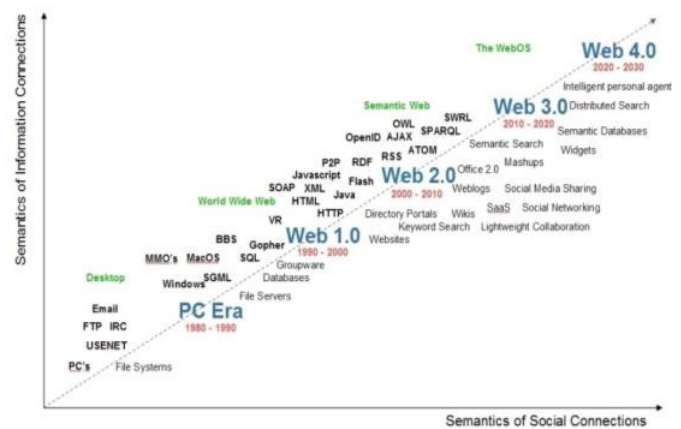 Semantics of Information Connections
The WebOS
Web 4.0
2020 - 2030
Intelligent personal agent
Semantic Web
Web 3.0
Distributed Search
2010 - 2020
SWRL
OWL
SPARQL
OpenID AJAX
Semantic Databases
Semantic Search
Widgets
ATOM
RSS
Mashups
P2P RDF
Office 2.0
Javascript
Flash
Web 2.0
2000 - 2010
SOAP XML
Java
Weblogs
Social Media Sharing
World Wide Web
HTML
HTTP
SaaS
Social Networking
Directory Portals
Wikis
VR
Keyword Search
Lightweight Collaboration
BBS
Gopher
Web 1.0
1990 - 2000
Websites
MMO's
MacOS
SQL
Groupware
Desktop
Windows
SGML
Databases
File Servers
Email
PC Era
1980 - 1990
FTP IRC
USENET
PC's
File Systems
Semantics of Social Connections